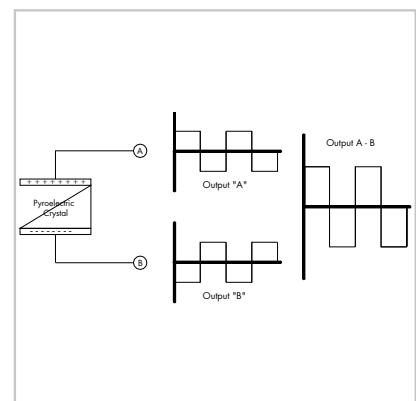 A
+ + + + + + + +
Pyroelectric
Crystal
- - - - - - -
B
Output "A"
Output "B"
Output A - B